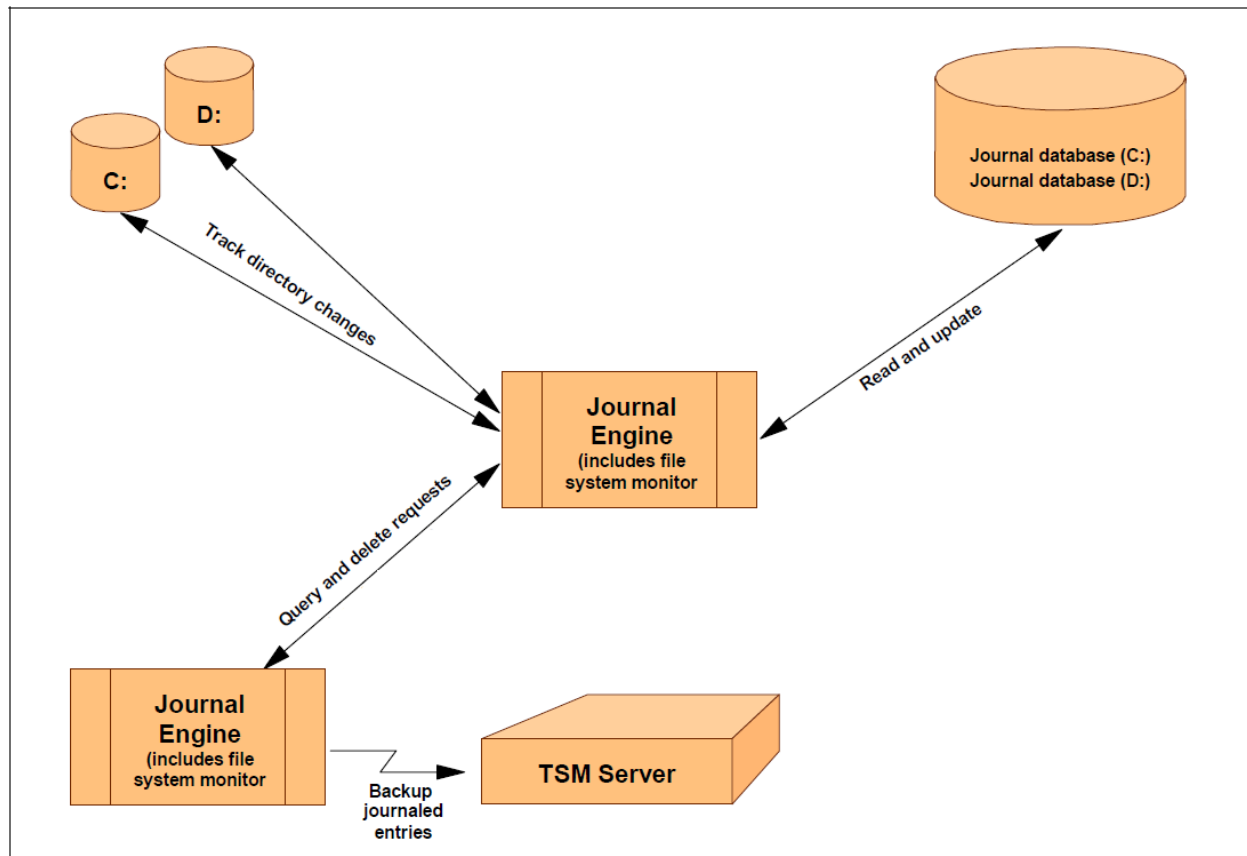 D:
C:
Journal database (C:)
Journal database (D:)
Track directory changes
Read and update
Journal
Engine
(includes file
system monitor
Query and delete requests
Journal
Engine
(includes file
system monitor
TSM Server
Backup
journaled
entries